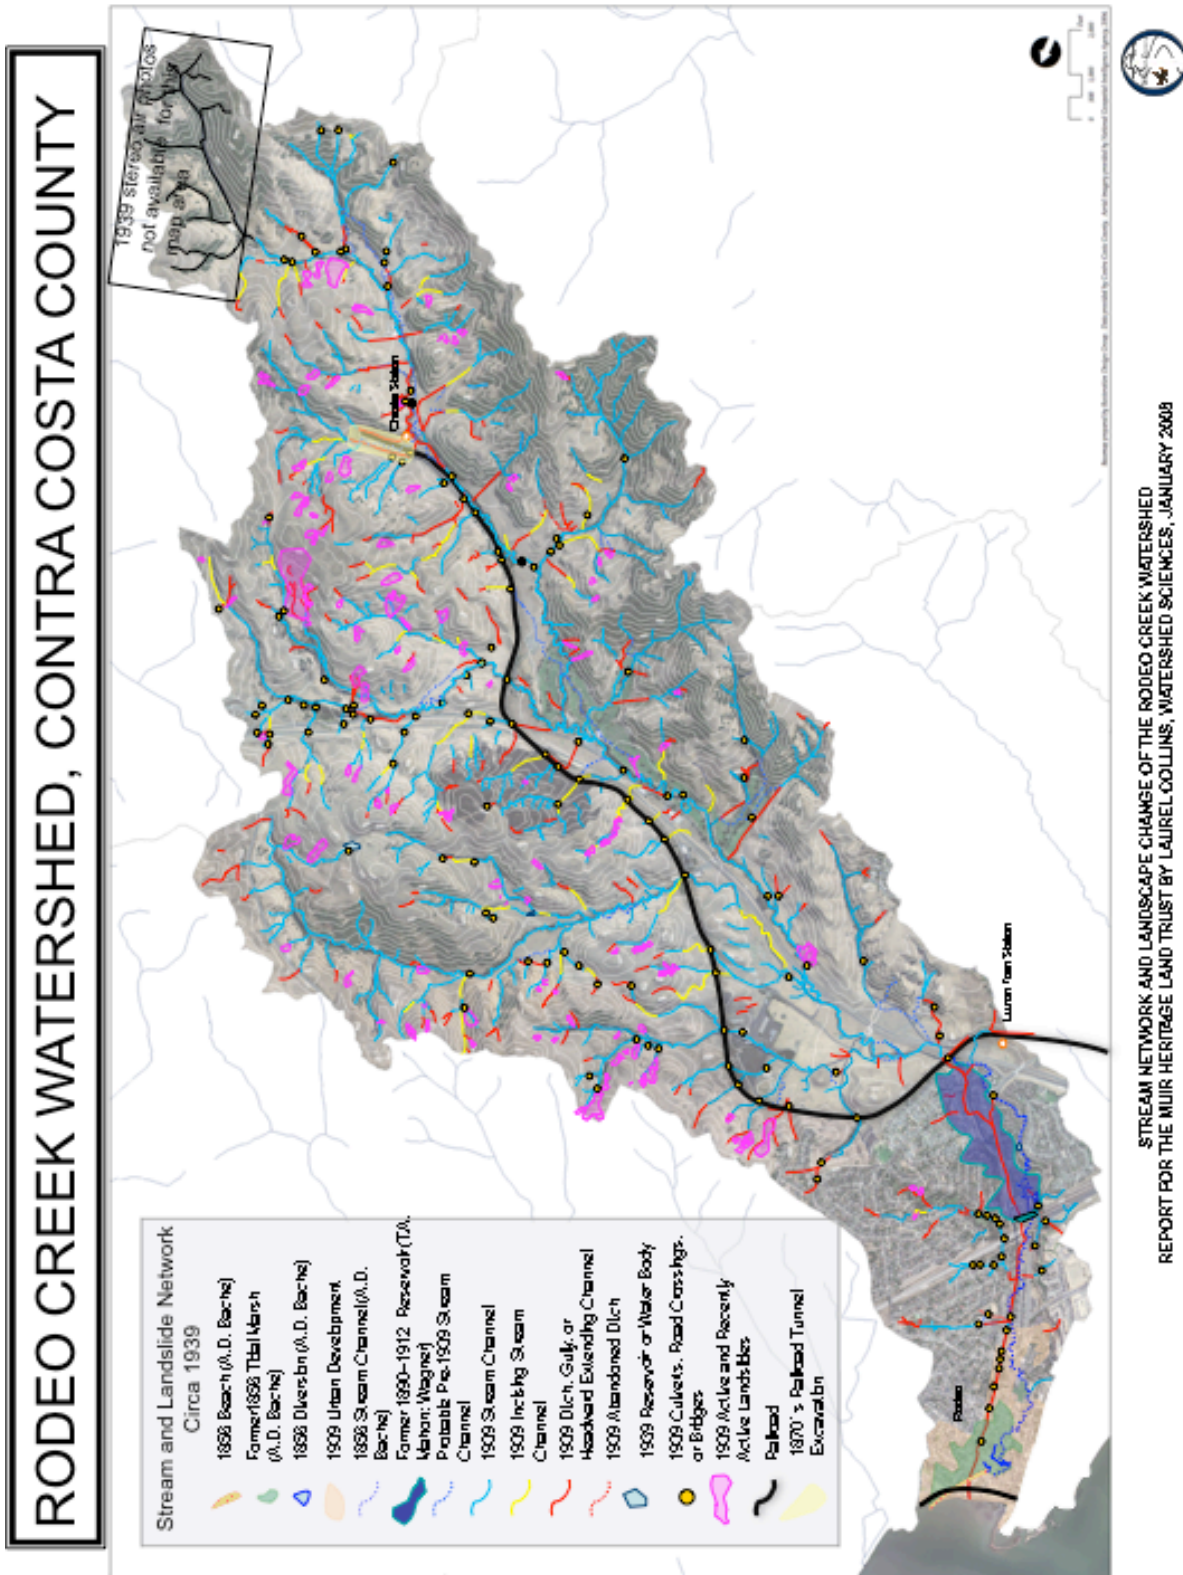 RODEO CREEK WATERSHED, CONTRA COSTA COUNTY
1939 stereo air photos
not available for this
map area
Christie Station
Luzon Train Station
Rodeo
Stream and Landslide Network
Circa 1939
1856 Beach (A.D. Bache)
Former 1856 Tidal Marsh
(A.D. Bache)
1856 Diversion (A.D. Bache)
1939 Urban Development
1856 Stream Channel (A.D.
Bache)
Former 1890-1912 Reservoir (T.A.
Mahon; Wagner)
Probable Pre-1939 Stream
Channel
1939 Stream Channel
1939 Incising Stream
Channel
1939 Ditch, Gully, or
Headward Extending Channel
1939 Abandoned Ditch
1939 Reservoir or Water Body
1939 Culverts, Road Crossings,
or Bridges
1939 Active and Recently
Active Landslides
Railroad
1870's Railroad Tunnel
Excavation
STREAM NETWORK AND LANDSCAPE CHANGE OF THE RODEO CREEK WATERSHED
REPORT FOR THE MUIR HERITAGE LAND TRUST BY LAUREL COLLINS, WATERSHED SCIENCES, JANUARY 2008